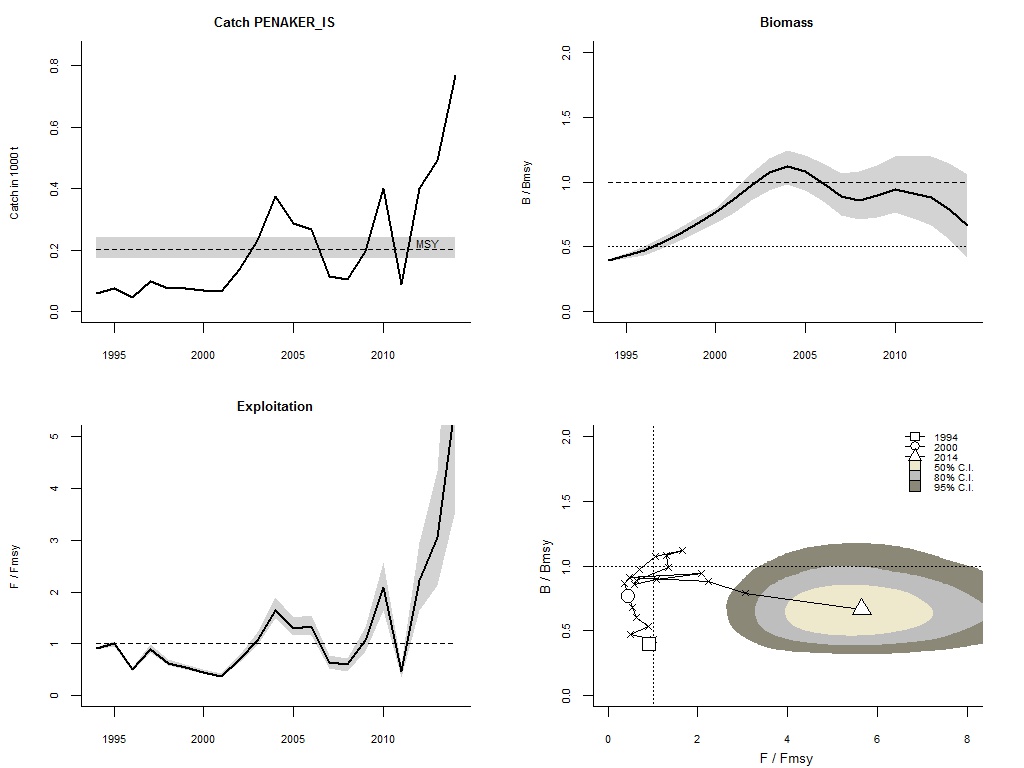 Catch PENAKER_IS
Catch in 1000 t
0.0 0.2 0.4 0.6 0.8
MSY
1995 2000 2005 2010
Biomass
B / Bmsy
0.0 0.5 1.0 1.5 2.0
1995 2000 2005 2010
Exploitation
F / Fmsy
0 1 2 3 4 5
1995 2000 2005 2010
B / Bmsy
0.0 0.5 1.0 1.5 2.0
1994
2000
2014
50% C.I.
80% C.I.
95% C.I.
0 2 4 6 8
F / Fmsy